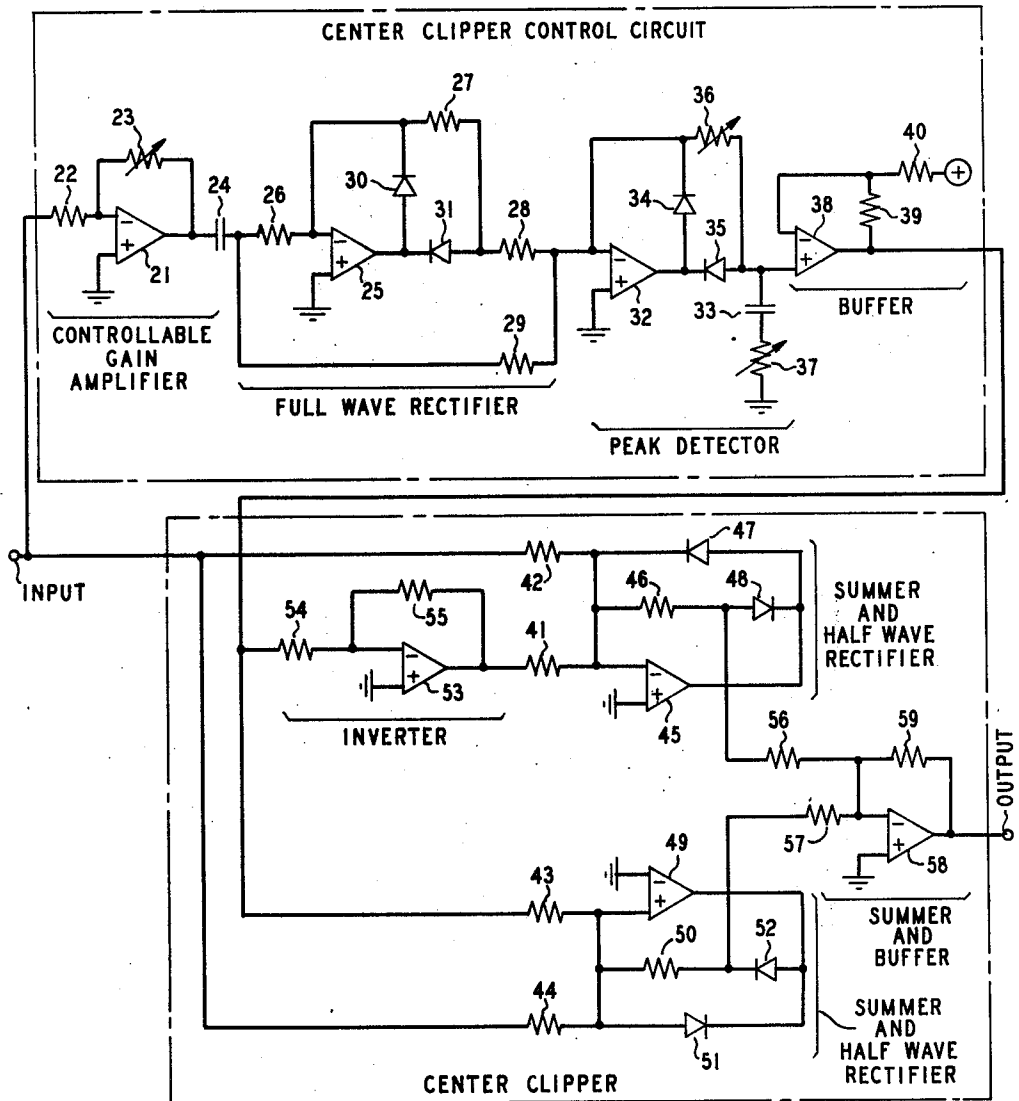 CENTER CLIPPER CONTROL CIRCUIT
27
36
23
40
22
24
26
30
31
28
34
35
38
39
21
25
32
33
BUFFER
29
37
CONTROLLABLE
GAIN
AMPLIFIER
FULL WAVE RECTIFIER
PEAK DETECTOR
INPUT
42
47
46
48
SUMMER
AND
HALF WAVE
RECTIFIER
54
55
41
53
45
INVERTER
56
59
OUTPUT
57
58
49
43
50
52
SUMMER
AND
BUFFER
44
51
SUMMER
AND
HALF WAVE
RECTIFIER
CENTER CLIPPER